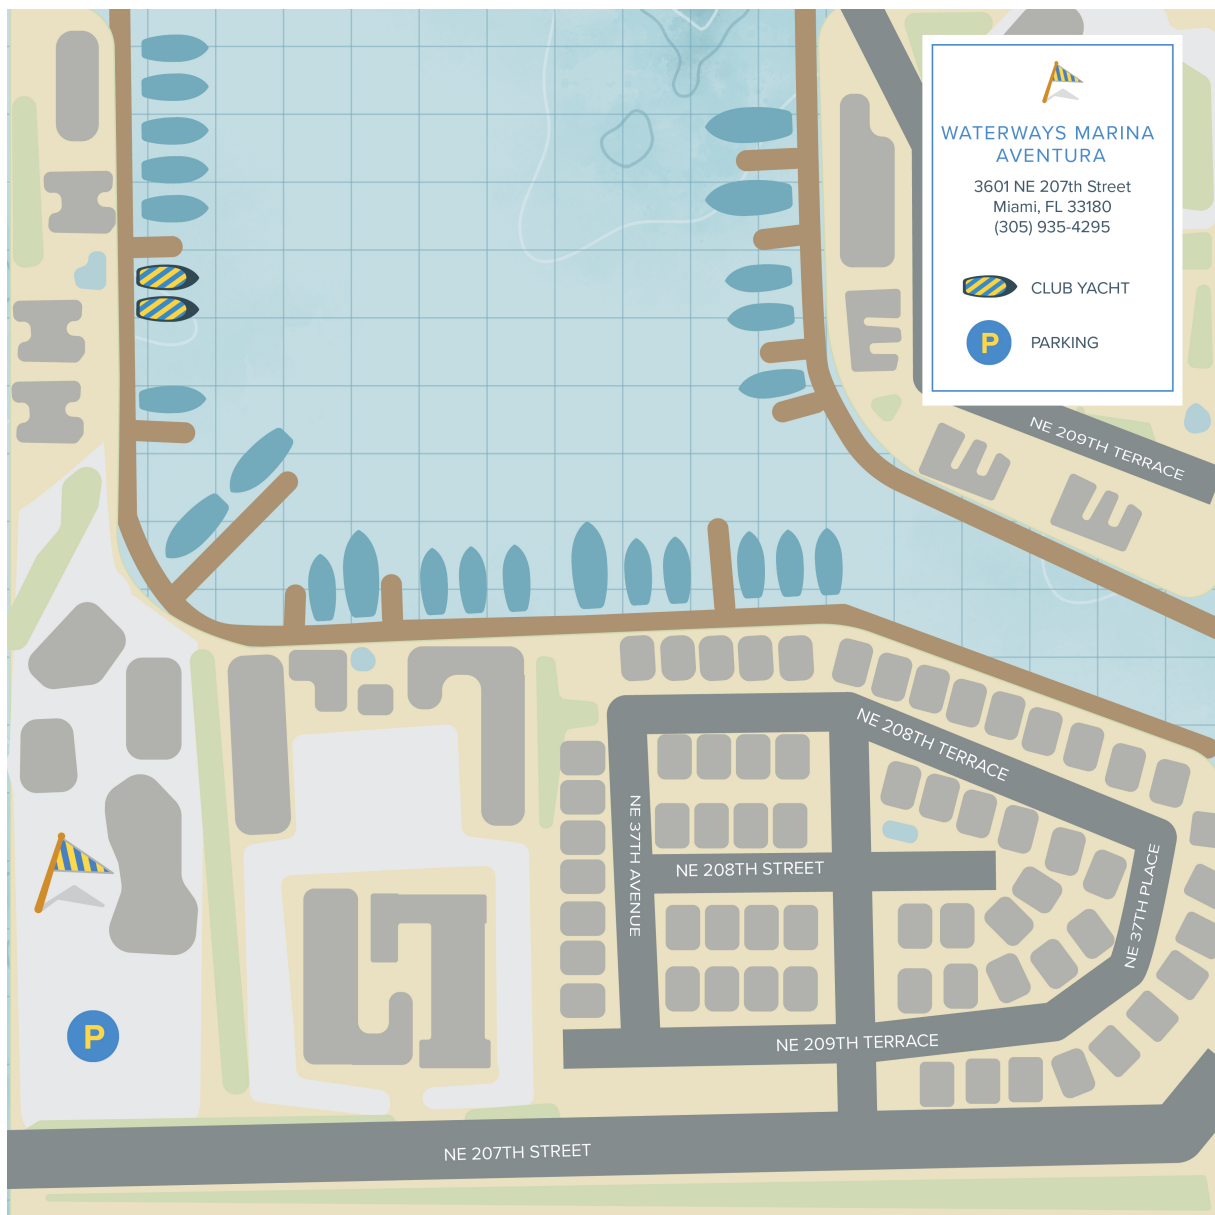 WATERWAYS MARINA
AVENTURA
3601 NE 207th Street
Miami, FL 33180
(305) 935-4295
CLUB YACHT
P
PARKING
NE 209TH TERRACE
NE 208TH TERRACE
NE 37TH AVENUE
NE 208TH STREET
NE 37TH PLACE
P
NE 209TH TERRACE
NE 207TH STREET